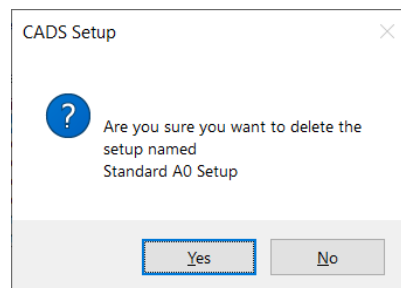 CADS Setup
?
Are you sure you want to delete the
setup named
Standard A0 Setup
Yes
No